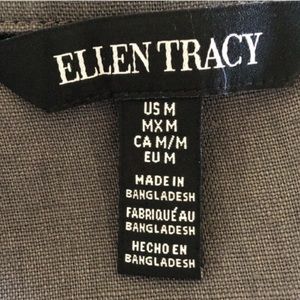 ELLEN TRACY
US M
MX M
CA M/M
EU M
MADE IN
BANGLADESH
FABRIQUÉ AU
BANGLADESH
HECHO EN
BANGLADESH